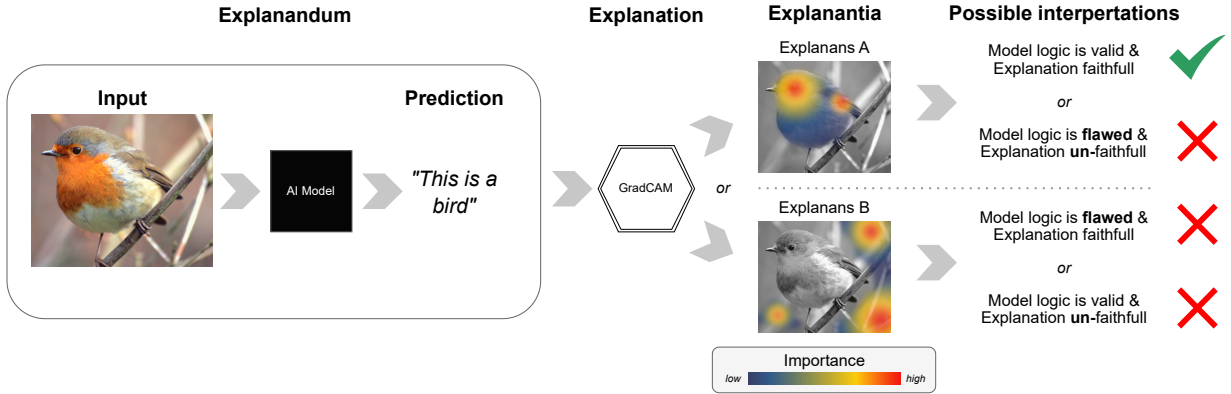 Explanandum
Explanation
Explanantia
Possible interpertations
Input
Prediction
AI Model
"This is a
bird"
GradCAM
or
Explanans A
Model logic is valid &
Explanation faithfull
or
Model logic is flawed &
Explanation un-faithfull
Explanans B
Model logic is flawed &
Explanation faithfull
or
Model logic is valid &
Explanation un-faithfull
Importance
low
high